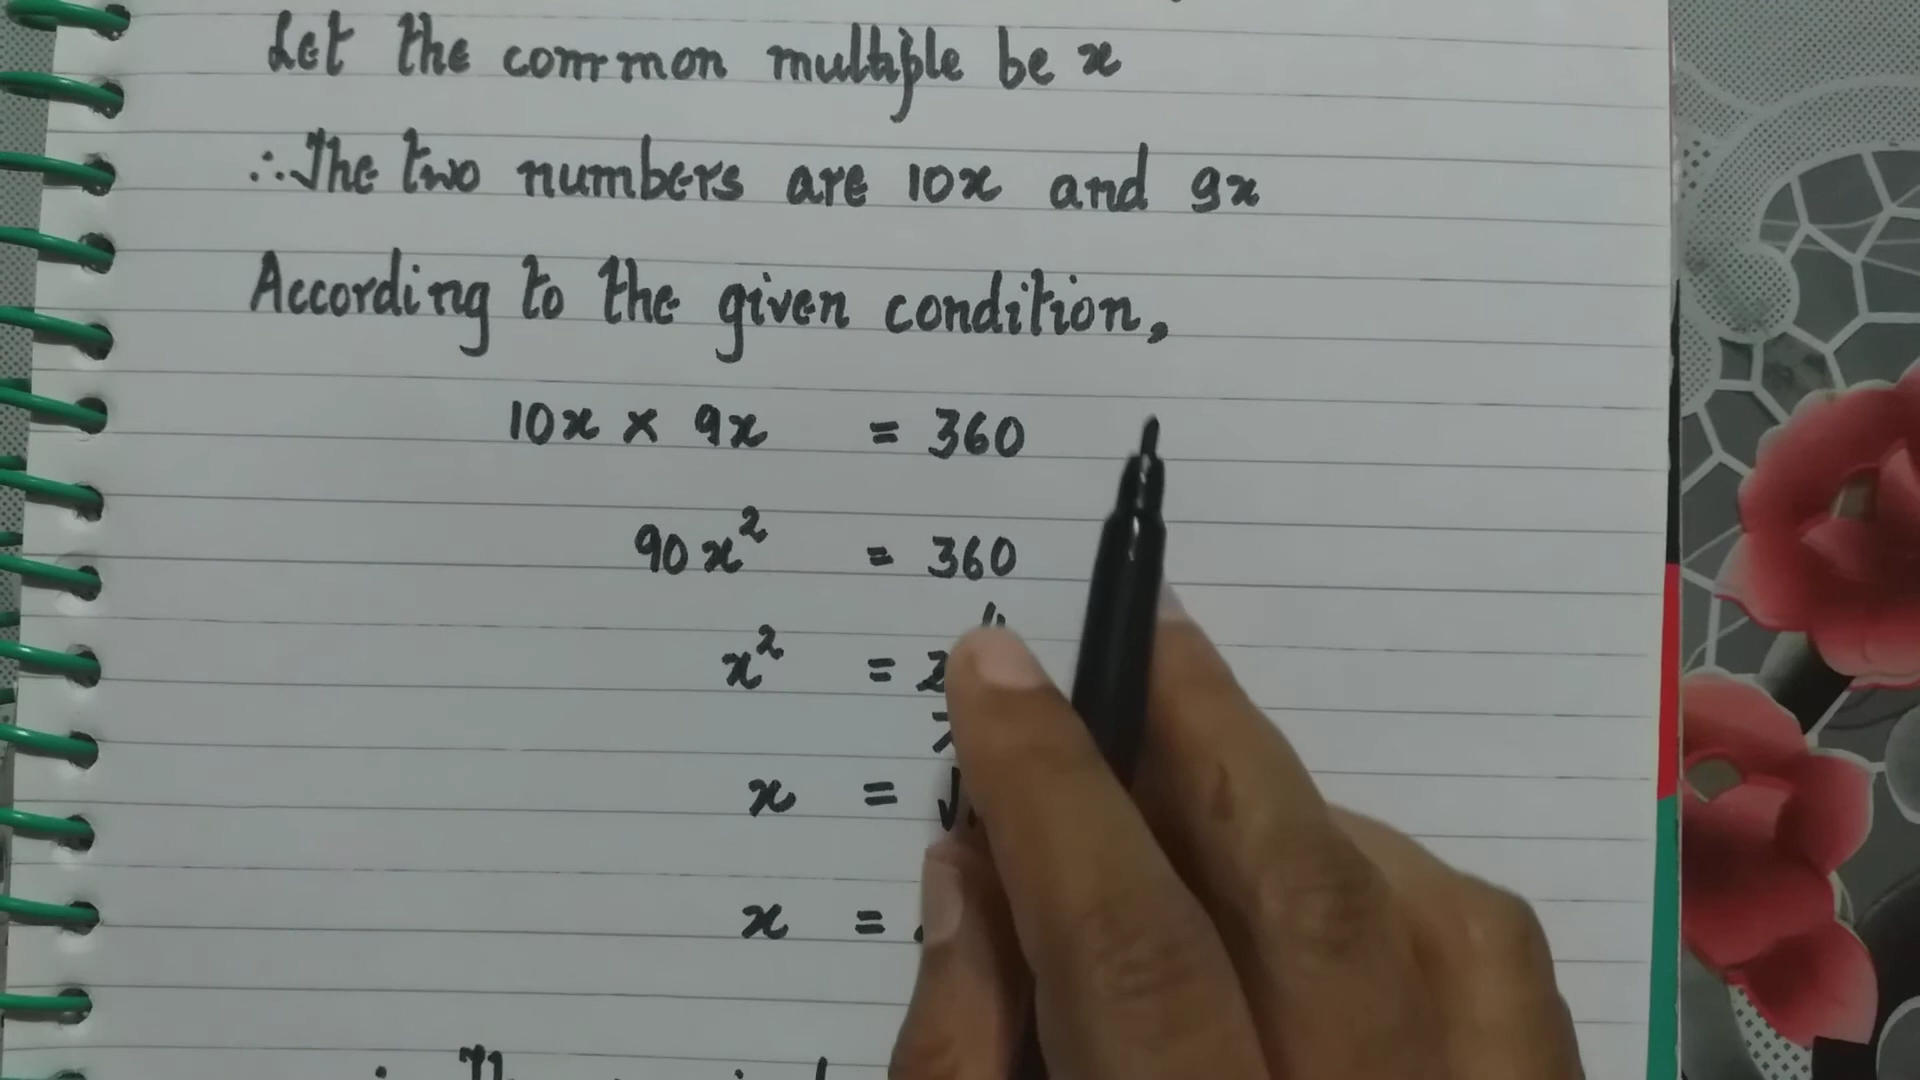 Let the common multiple be x
∴ The two numbers are 10x and 9x
According to the given condition,
10x × 9x = 360
90x² = 360
x² =
x = √
x =